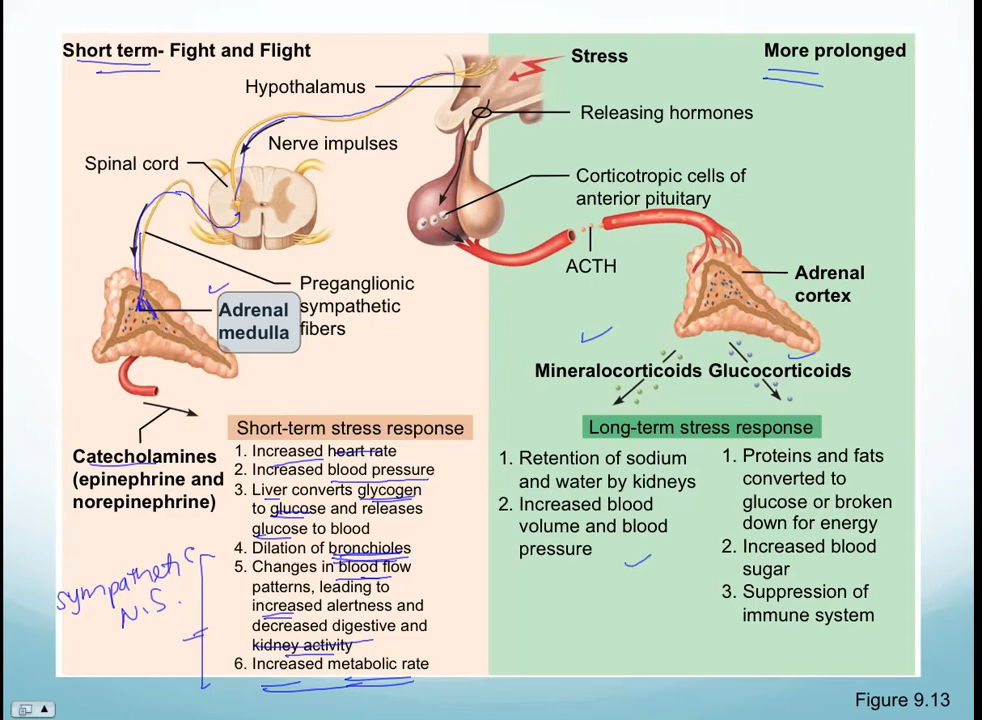 Short term- Fight and Flight
More prolonged
Stress
Hypothalamus
Releasing hormones
Nerve impulses
Spinal cord
Corticotropic cells of
anterior pituitary
ACTH
Preganglionic
sympathetic
fibers
Adrenal
medulla
Adrenal
cortex
Mineralocorticoids
Glucocorticoids
Catecholamines
(epinephrine and
norepinephrine)
Short-term stress response
1. Increased heart rate
2. Increased blood pressure
3. Liver converts glycogen
to glucose and releases
glucose to blood
4. Dilation of bronchioles
5. Changes in blood flow
patterns, leading to
increased alertness and
decreased digestive and
kidney activity
6. Increased metabolic rate
sympathetic
N.S.
Long-term stress response
1. Retention of sodium
and water by kidneys
2. Increased blood
volume and blood
pressure
1. Proteins and fats
converted to
glucose or broken
down for energy
2. Increased blood
sugar
3. Suppression of
immune system
Figure 9.13